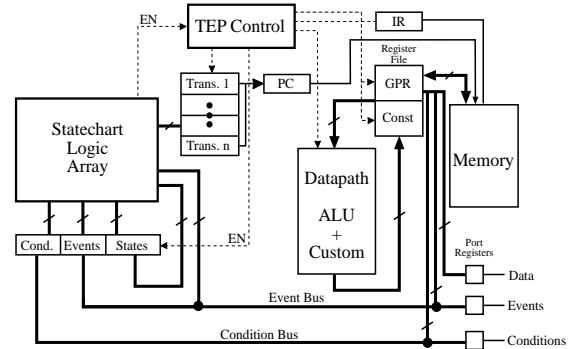 EN
TEP Control
IR
Register
File
Trans. 1
PC
GPR
Const
Statechart
Logic
Array
Trans. n
Memory
Datapath
ALU
+
Custom
EN
Cond.
Events
States
Port
Registers
Data
Event Bus
Events
Condition Bus
Conditions